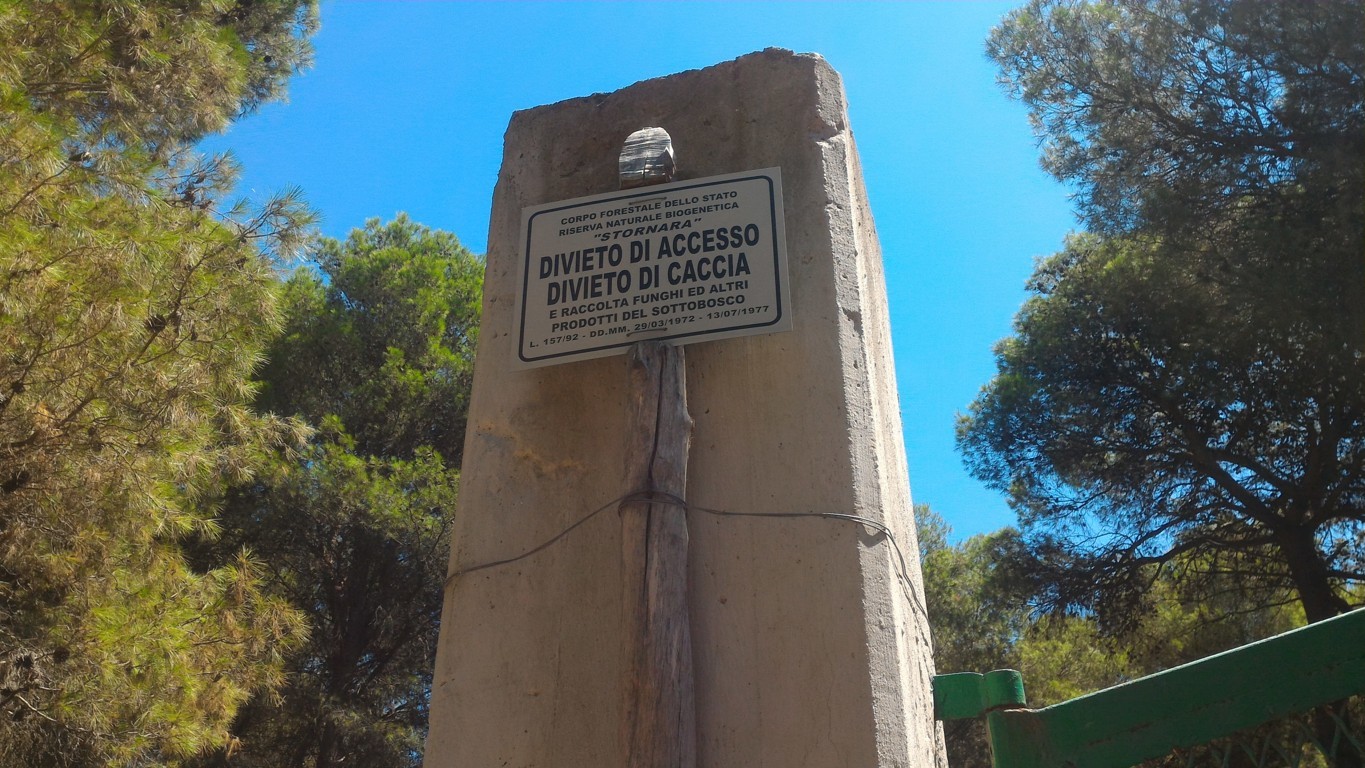 CORPO FORESTALE DELLO STATO
RISERVA NATURALE BIOGENETICA
"STORNARA"
DIVIETO DI ACCESSO
DIVIETO DI CACCIA
E RACCOLTA FUNGHI ED ALTRI
PRODOTTI DEL SOTTOBOSCO
L. 157/92 - DD.MM. 29/03/1972 - 13/07/1977